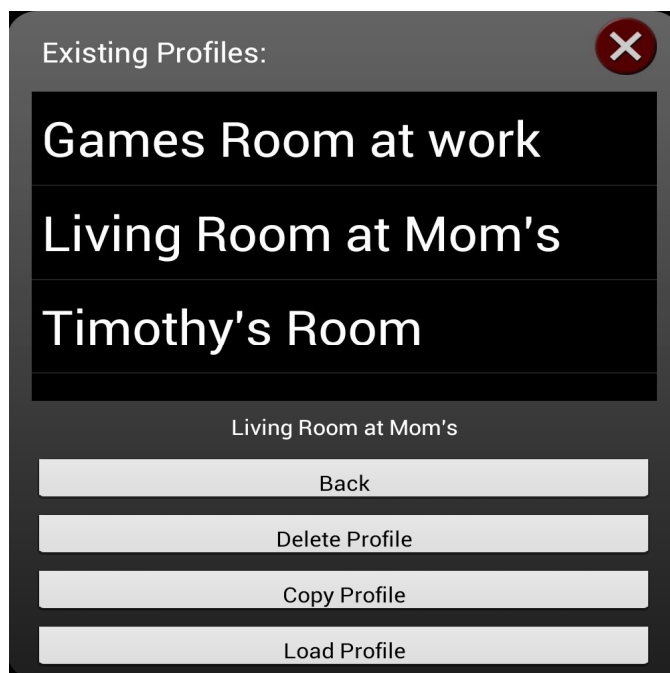 Existing Profiles:
Games Room at work
Living Room at Mom's
Timothy's Room
Living Room at Mom's
Back
Delete Profile
Copy Profile
Load Profile